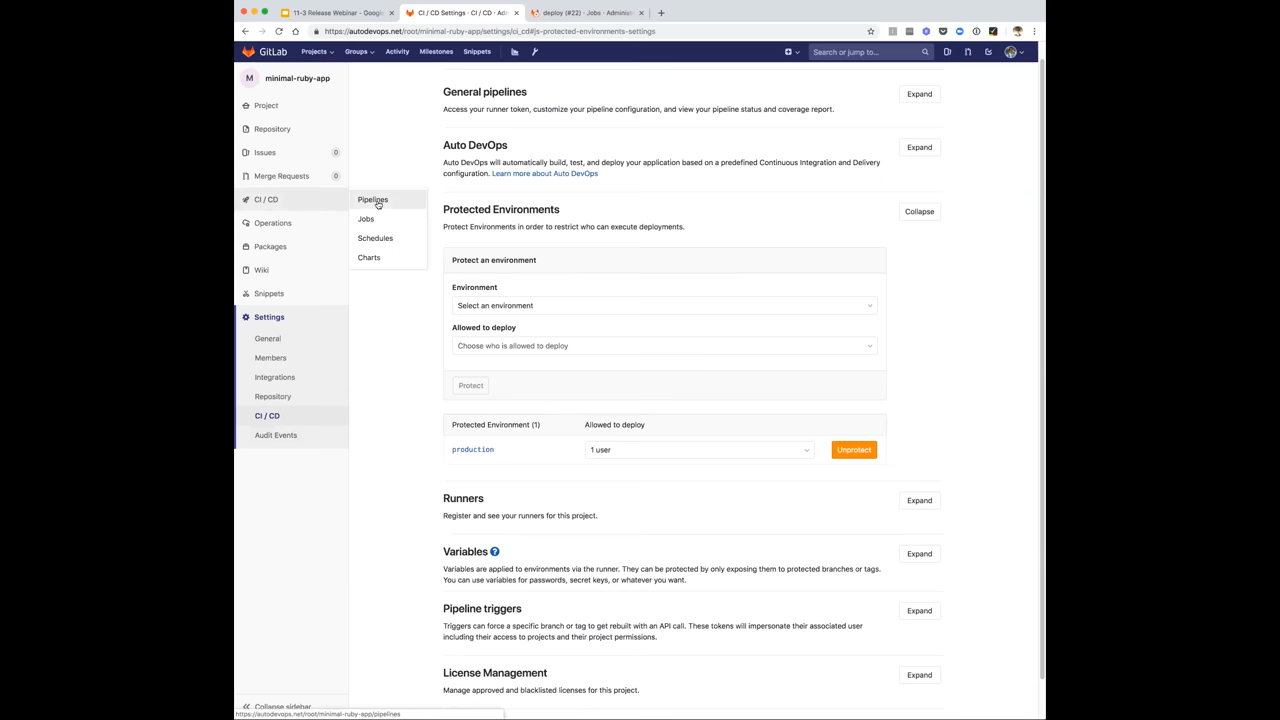 11-3 Release Webinar - Google
CI / CD Settings · CI / CD · Adm
deploy (#22) · Jobs · Administ
https://autodevops.net/root/minimal-ruby-app/settings/ci_cd#js-protected-environments-settings
GitLab
Projects
Groups
Activity
Milestones
Snippets
Search or jump to...
M
minimal-ruby-app
Project
Repository
Issues
0
Merge Requests
0
CI / CD
Operations
Packages
Wiki
Snippets
Settings
General
Members
Integrations
Repository
CI / CD
Audit Events
Collapse sidebar
Pipelines
Jobs
Schedules
Charts
General pipelines
Expand
Access your runner token, customize your pipeline configuration, and view your pipeline status and coverage report.
Auto DevOps
Expand
Auto DevOps will automatically build, test, and deploy your application based on a predefined Continuous Integration and Delivery
configuration. Learn more about Auto DevOps
Protected Environments
Collapse
Protect Environments in order to restrict who can execute deployments.
Protect an environment
Environment
Select an environment
Allowed to deploy
Choose who is allowed to deploy
Protect
Protected Environment (1)
Allowed to deploy
production
1 user
Unprotect
Runners
Expand
Register and see your runners for this project.
Variables
?
Expand
Variables are applied to environments via the runner. They can be protected by only exposing them to protected branches or tags.
You can use variables for passwords, secret keys, or whatever you want.
Pipeline triggers
Expand
Triggers can force a specific branch or tag to get rebuilt with an API call. These tokens will impersonate their associated user
including their access to projects and their project permissions.
License Management
Expand
Manage approved and blacklisted licenses for this project.
https://autodevops.net/root/minimal-ruby-app/pipelines